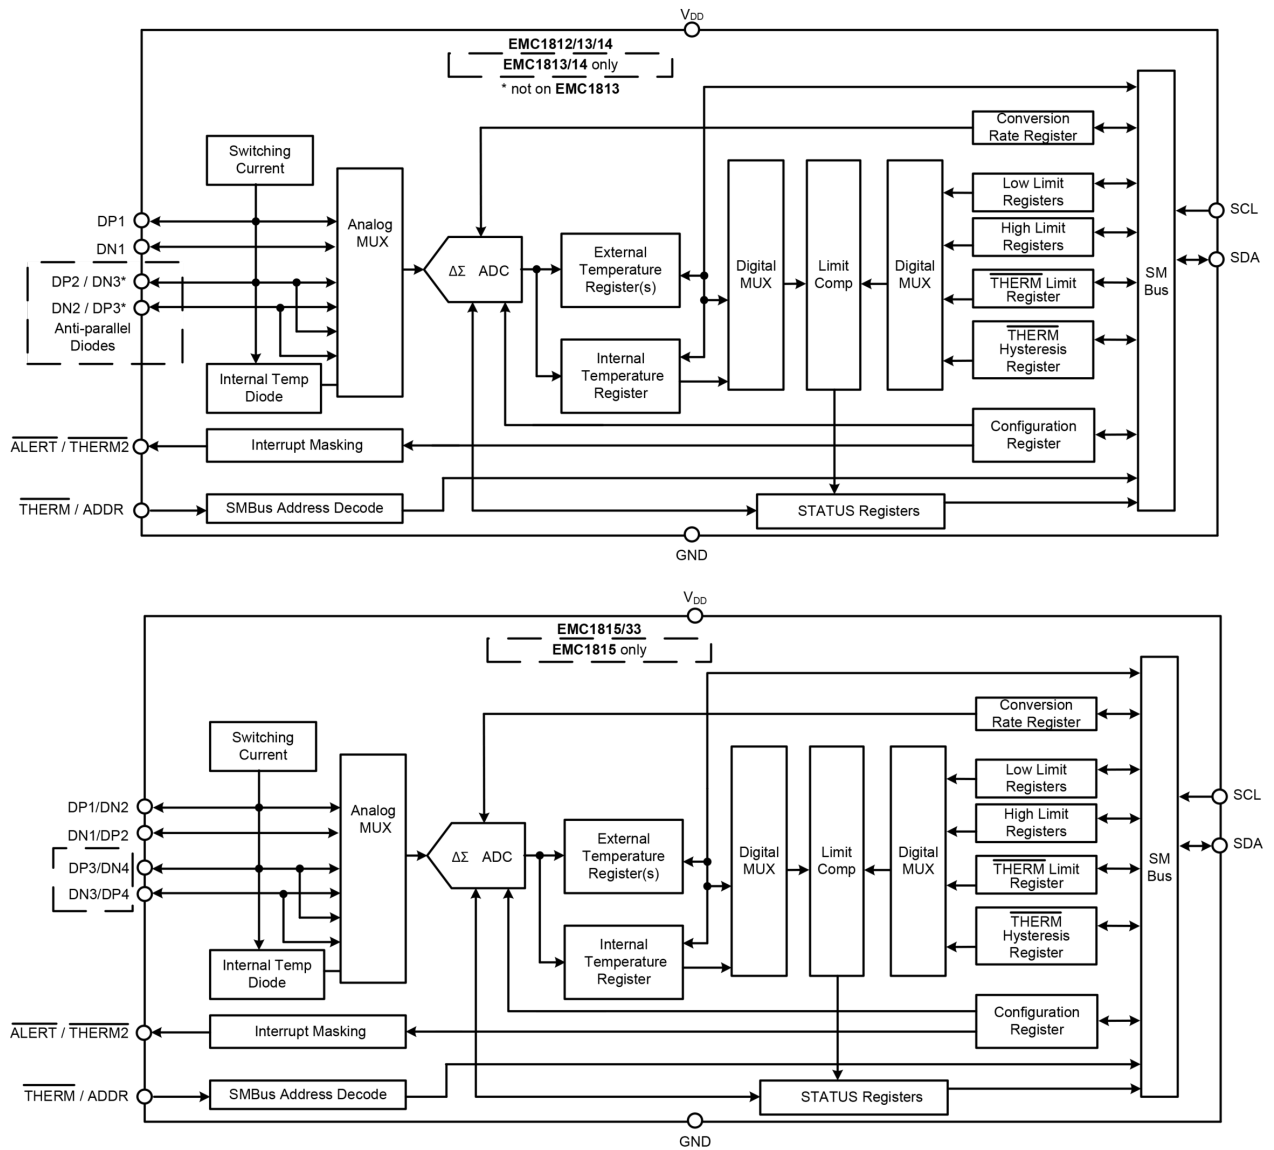 V_DD
EMC1812/13/14
EMC1813/14 only
* not on EMC1813
Switching
Current
Conversion
Rate Register
Analog
MUX
Low Limit
Registers
High Limit
Registers
THERM Limit
Register
THERM
Hysteresis
Register
Configuration
Register
DP1
DN1
DP2 / DN3*
DN2 / DP3*
Anti-parallel
Diodes
ΔΣ ADC
External
Temperature
Register(s)
Internal
Temperature
Register
Digital
MUX
Limit
Comp
Digital
MUX
SM
Bus
SCL
SDA
Internal Temp
Diode
ALERT / THERM2
Interrupt Masking
THERM / ADDR
SMBus Address Decode
STATUS Registers
GND
V_DD
EMC1815/33
EMC1815 only
Switching
Current
Conversion
Rate Register
Analog
MUX
Low Limit
Registers
High Limit
Registers
THERM Limit
Register
THERM
Hysteresis
Register
Configuration
Register
DP1/DN2
DN1/DP2
DP3/DN4
DN3/DP4
ΔΣ ADC
External
Temperature
Register(s)
Internal
Temperature
Register
Digital
MUX
Limit
Comp
Digital
MUX
SM
Bus
SCL
SDA
Internal Temp
Diode
ALERT / THERM2
Interrupt Masking
THERM / ADDR
SMBus Address Decode
STATUS Registers
GND